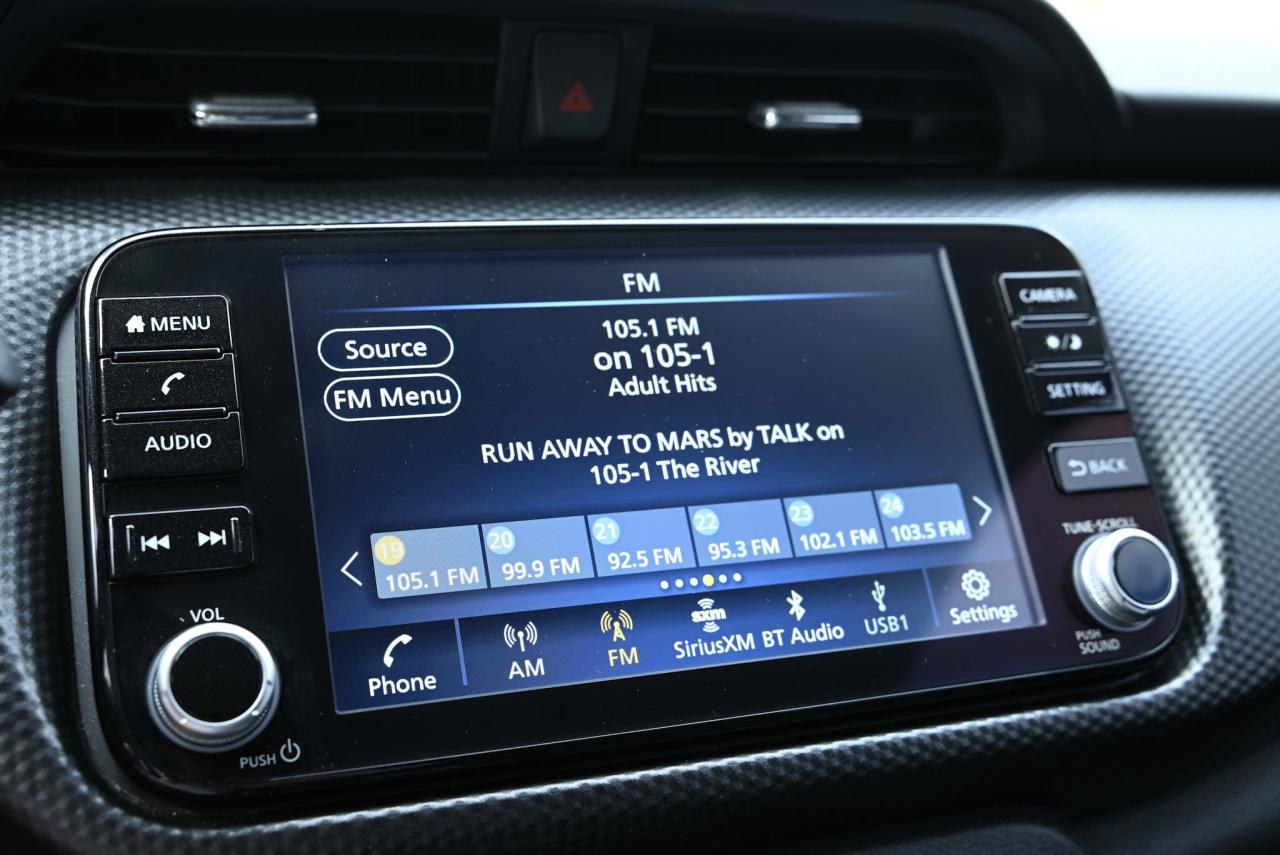 FM
MENU
AUDIO
VOL
PUSH
Source
FM Menu
105.1 FM
on 105-1
Adult Hits
RUN AWAY TO MARS by TALK on
105-1 The River
19
105.1 FM
20
99.9 FM
21
92.5 FM
22
95.3 FM
23
102.1 FM
24
103.5 FM
Phone
AM
FM
sxm
SiriusXM
BT Audio
USB1
Settings
CAMERA
SETTING
BACK
TUNE·SCROLL
PUSH
SOUND